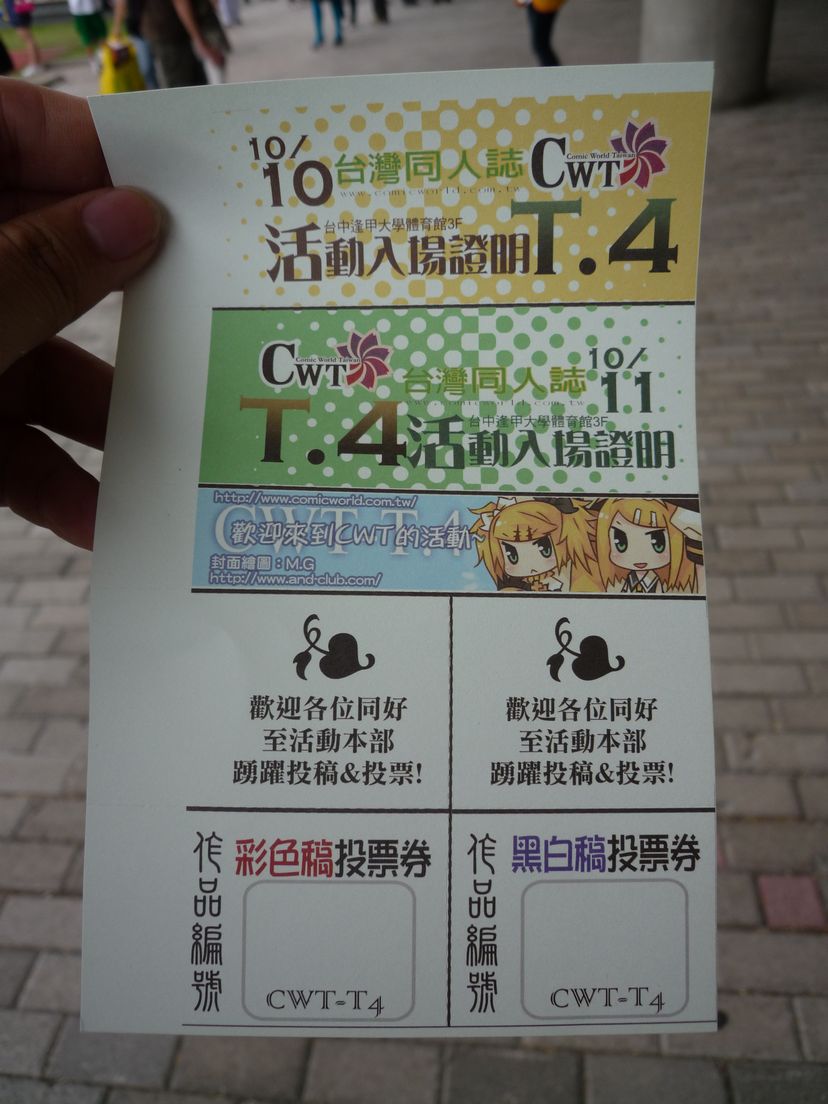 10/10
台灣同人誌
CWT
Comic World Taiwan
www.comicworld.com.tw
台中逢甲大學體育館3F
活動入場證明T.4
CWT
Comic World Taiwan
台灣同人誌
10/11
www.comicworld.com.tw
台中逢甲大學體育館3F
T.4活動入場證明
http://www.comicworld.com.tw/
CWT-T.4
歡迎來到CWT的活動~
封面繪圖：M.G
http://www.and-club.com/
歡迎各位同好
至活動本部
踴躍投稿&投票!
歡迎各位同好
至活動本部
踴躍投稿&投票!
作品編號
彩色稿投票券
CWT-T4
作品編號
黑白稿投票券
CWT-T4